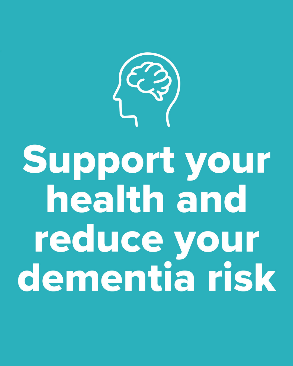 Support your
health and
reduce your
dementia risk